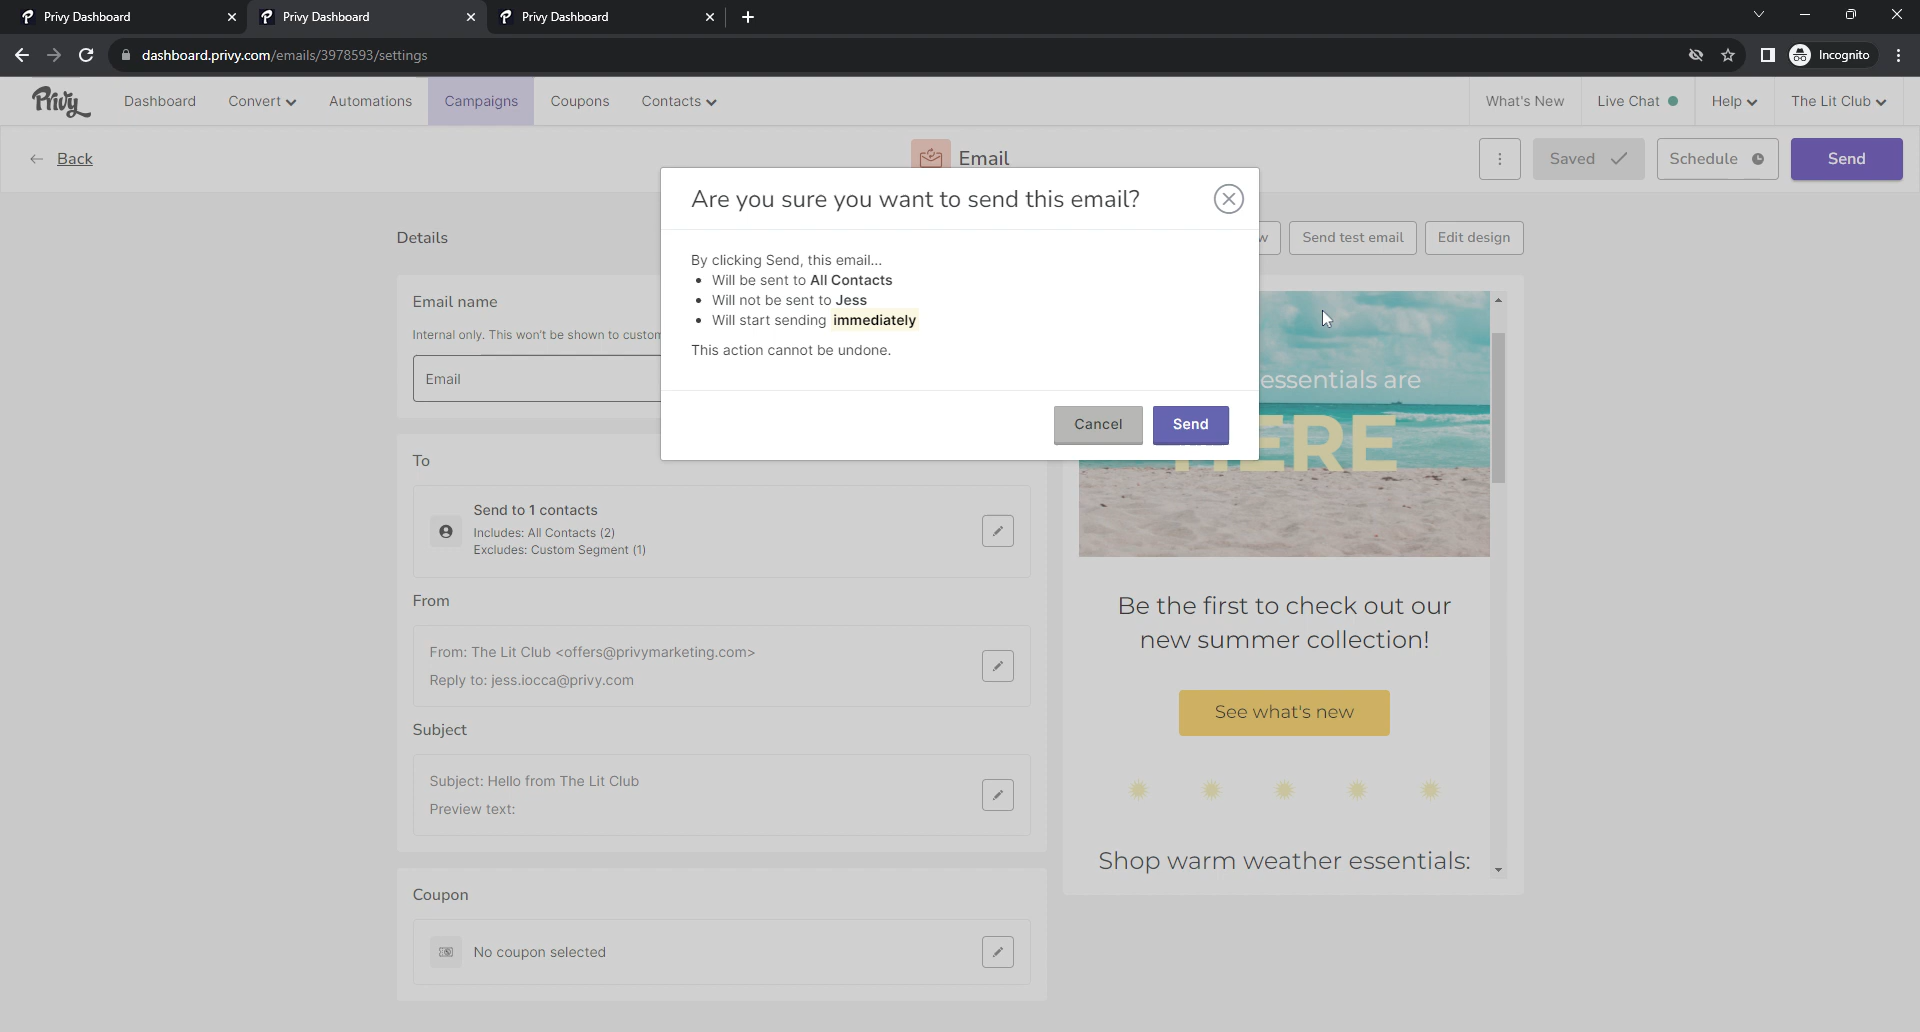 Privy Dashboard
Privy Dashboard
Privy Dashboard
dashboard.privy.com/emails/3978593/settings
Incognito
Privy
Dashboard
Convert
Automations
Campaigns
Coupons
Contacts
What's New
Live Chat
Help
The Lit Club
Back
Email
Saved
Schedule
Send
Are you sure you want to send this email?
By clicking Send, this email...
• Will be sent to All Contacts
• Will not be sent to Jess
• Will start sending immediately
This action cannot be undone.
Cancel
Send
Details
Send test email
Edit design
Email name
Internal only. This won't be shown to
Email
To
Send to 1 contacts
Includes: All Contacts (2)
Excludes: Custom Segment (1)
From
From: The Lit Club <offers@privymarketing.com>
Reply to: jess.iocca@privy.com
Subject
Subject: Hello from The Lit Club
Preview text:
Coupon
No coupon selected
essentials are
HERE
Be the first to check out our
new summer collection!
See what's new
Shop warm weather essentials: